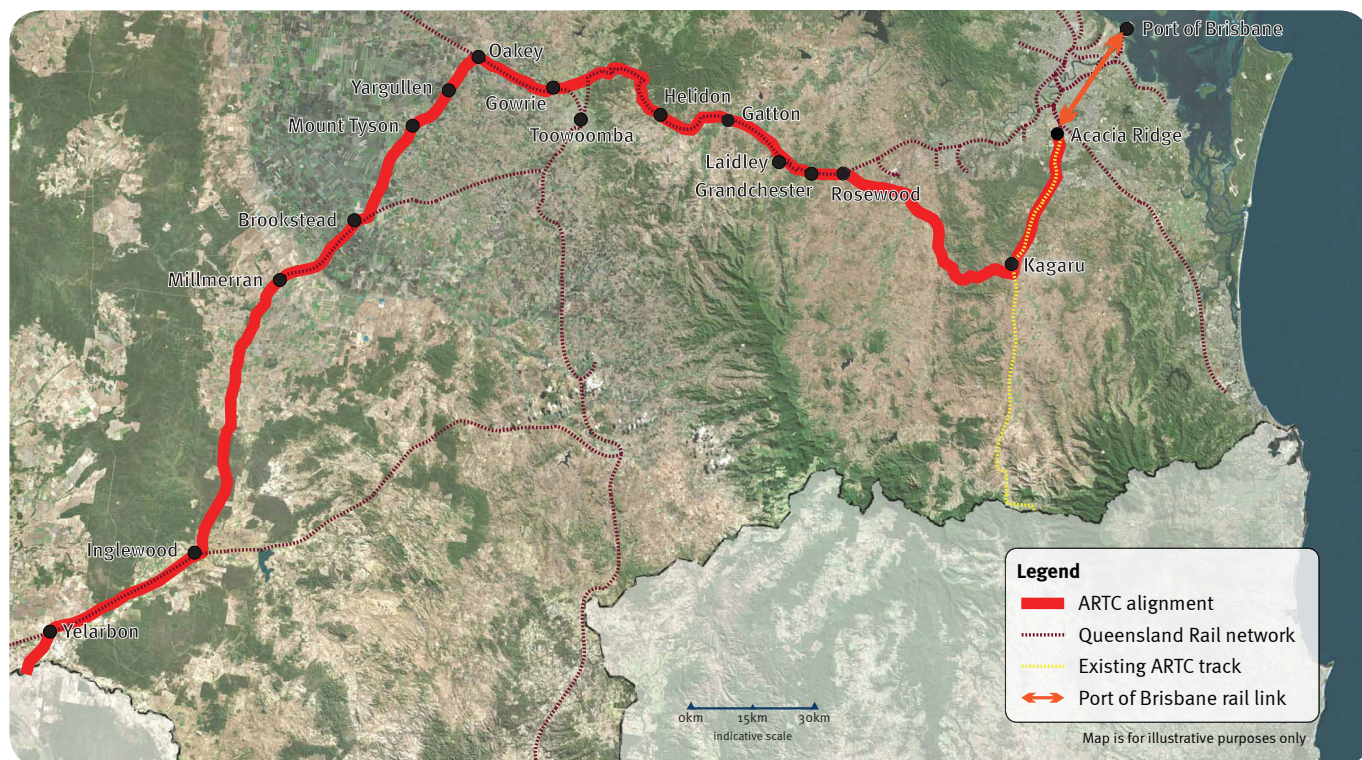 Port of Brisbane
Oakey
Yargullen
Gowrie
Helidon
Gatton
Mount Tyson
Toowoomba
Acacia Ridge
Laidley
Grandchester
Rosewood
Brookstead
Kagaru
Millmerran
Inglewood
Yelarbon
Legend
ARTC alignment
Queensland Rail network
Existing ARTC track
Port of Brisbane rail link
0km 15km 30km
indicative scale
Map is for illustrative purposes only